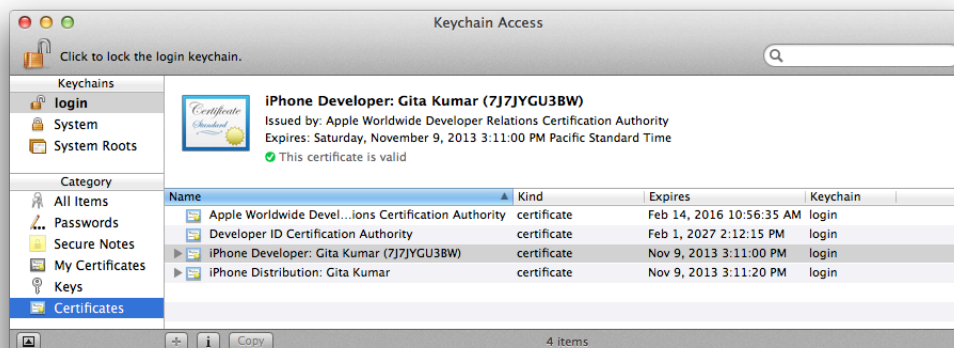 Keychain Access
Click to lock the login keychain.
Keychains
login
System
System Roots
Category
All Items
Passwords
Secure Notes
My Certificates
Keys
Certificates
Certificate
Standard
iPhone Developer: Gita Kumar (7J7JYGU3BW)
Issued by: Apple Worldwide Developer Relations Certification Authority
Expires: Saturday, November 9, 2013 3:11:00 PM Pacific Standard Time
This certificate is valid
Name Kind Expires Keychain
Apple Worldwide Devel...ions Certification Authority certificate Feb 14, 2016 10:56:35 AM login
Developer ID Certification Authority certificate Feb 1, 2027 2:12:15 PM login
iPhone Developer: Gita Kumar (7J7JYGU3BW) certificate Nov 9, 2013 3:11:00 PM login
iPhone Distribution: Gita Kumar certificate Nov 9, 2013 3:11:20 PM login
+ i Copy 4 items